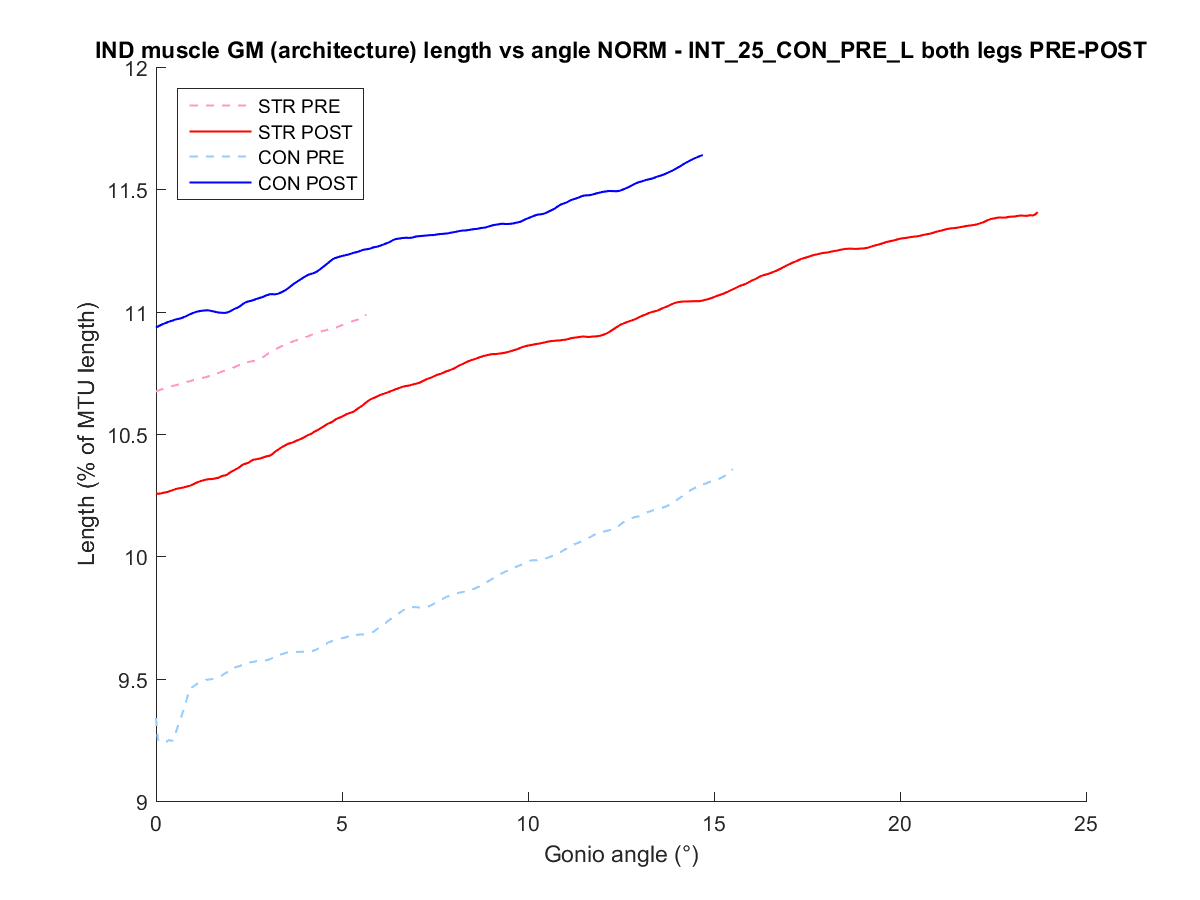 IND muscle GM (architecture) length vs angle NORM - INT_25_CON_PRE_L both legs PRE-POST
12
11.5
11
10.5
10
9.5
9
Length (% of MTU length)
STR PRE
STR POST
CON PRE
CON POST
0 5 10 15 20 25
Gonio angle (°)